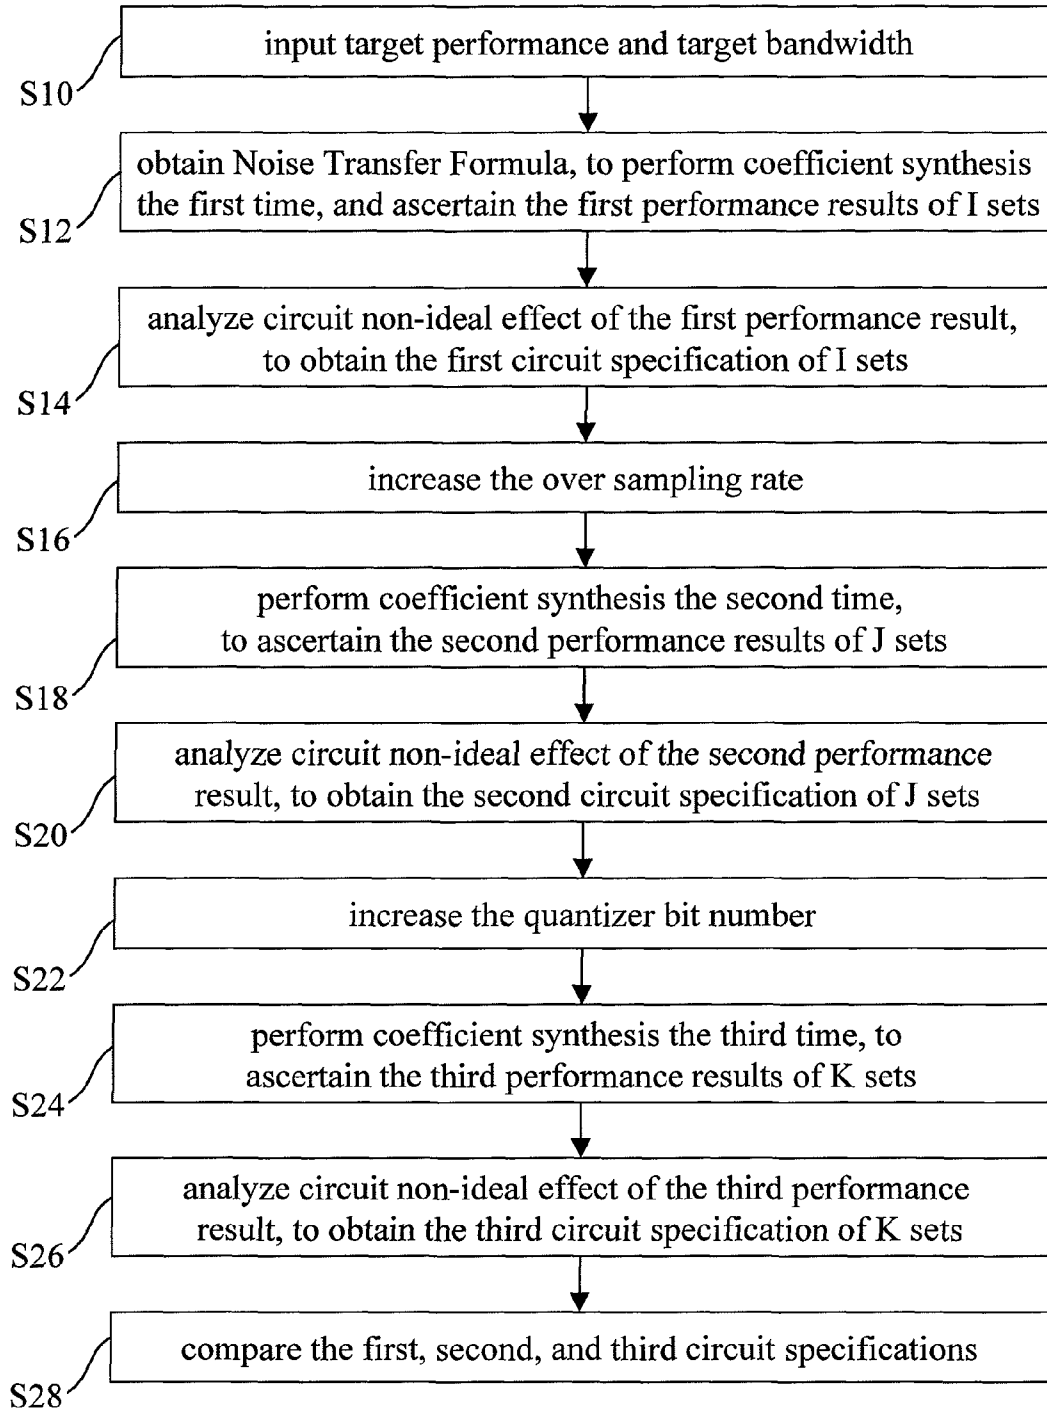 input target performance and target bandwidth
S10
obtain Noise Transfer Formula, to perform coefficient synthesis
the first time, and ascertain the first performance results of I sets
S12
analyze circuit non-ideal effect of the first performance result,
to obtain the first circuit specification of I sets
S14
increase the over sampling rate
S16
perform coefficient synthesis the second time,
to ascertain the second performance results of J sets
S18
analyze circuit non-ideal effect of the second performance
result, to obtain the second circuit specification of J sets
S20
increase the quantizer bit number
S22
perform coefficient synthesis the third time, to
ascertain the third performance results of K sets
S24
analyze circuit non-ideal effect of the third performance
result, to obtain the third circuit specification of K sets
S26
compare the first, second, and third circuit specifications
S28